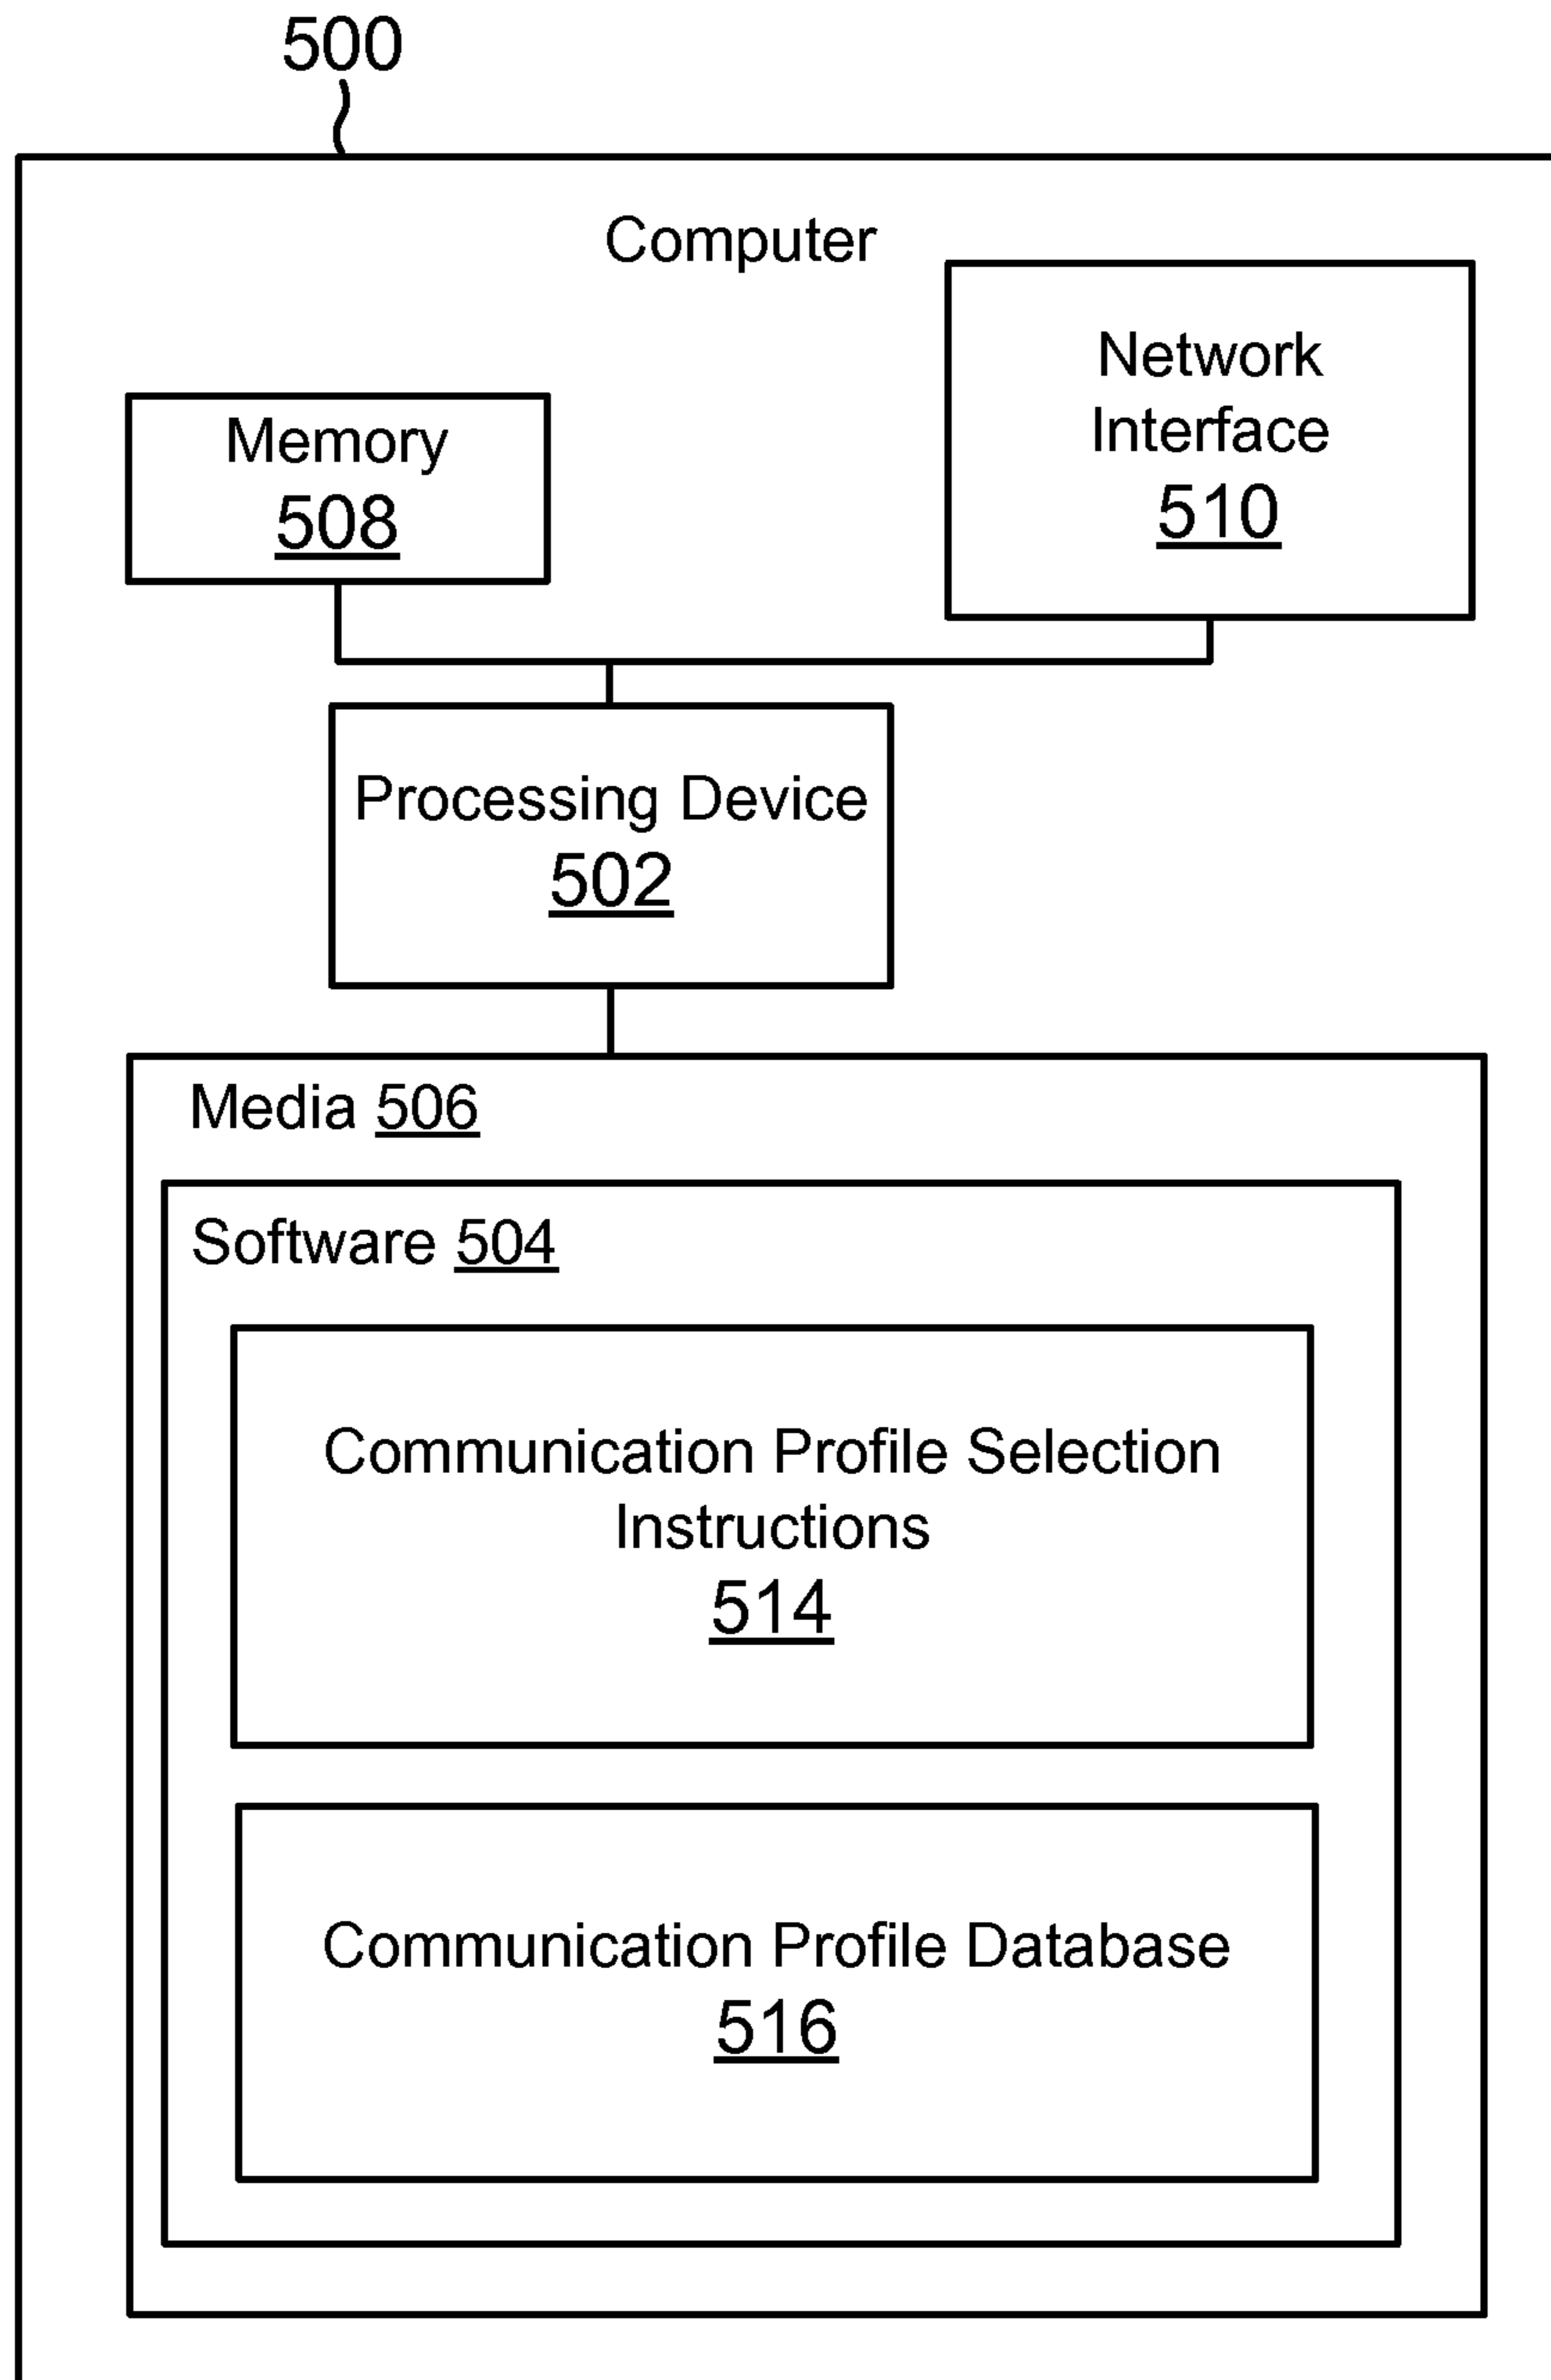 500
Computer
Network
Interface
510
Memory
508
Processing Device
502
Media 506
Software 504
Communication Profile Selection
Instructions
514
Communication Profile Database
516